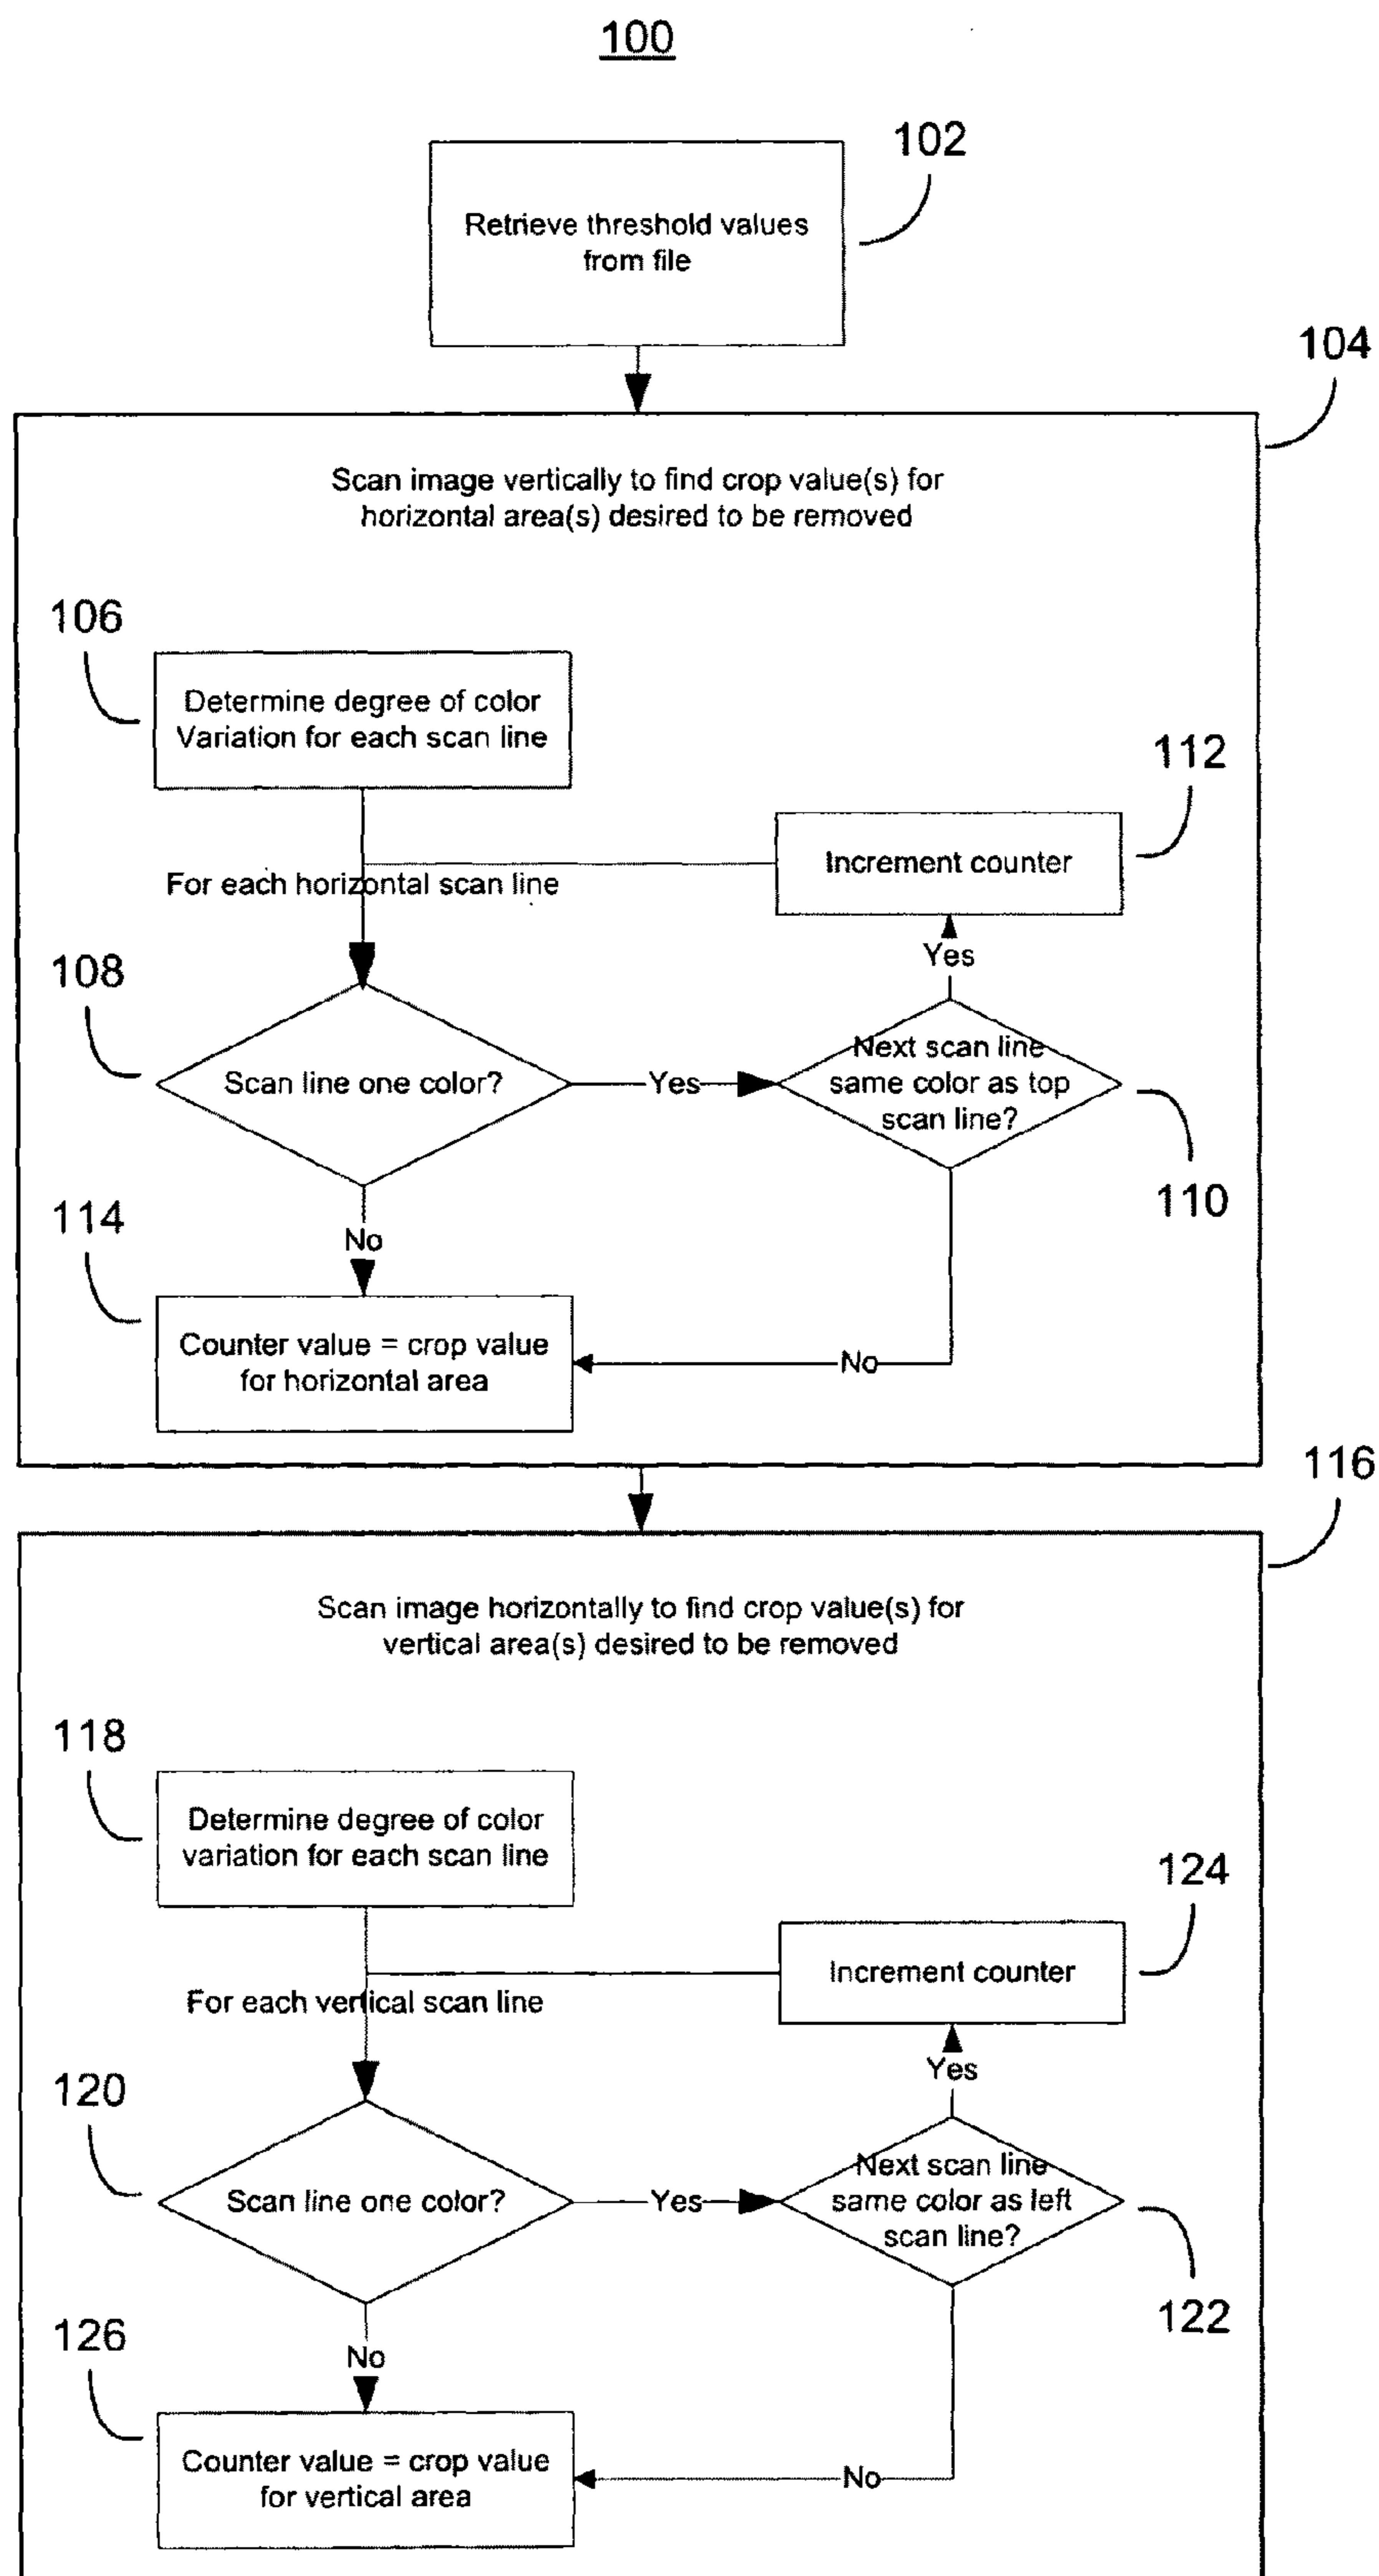 100
102
Retrieve threshold values
from file
104
Scan image vertically to find crop value(s) for
horizontal area(s) desired to be removed
106
Determine degree of color
Variation for each scan line
112
Increment counter
For each horizontal scan line
Yes
108
Scan line one color?
Yes
Next scan line
same color as top
scan line?
110
114
No
Counter value = crop value
for horizontal area
No
116
Scan image horizontally to find crop value(s) for
vertical area(s) desired to be removed
118
Determine degree of color
variation for each scan line
124
Increment counter
For each vertical scan line
Yes
120
Scan line one color?
Yes
Next scan line
same color as left
scan line?
122
126
No
Counter value = crop value
for vertical area
No